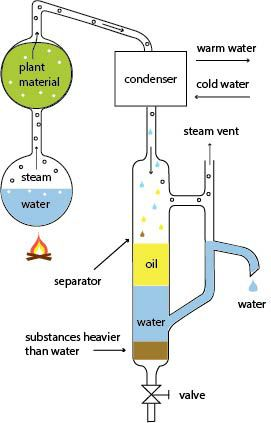 plant
material
condenser
warm water
cold water
steam vent
steam
water
oil
separator
water
water
substances heavier
than water
valve